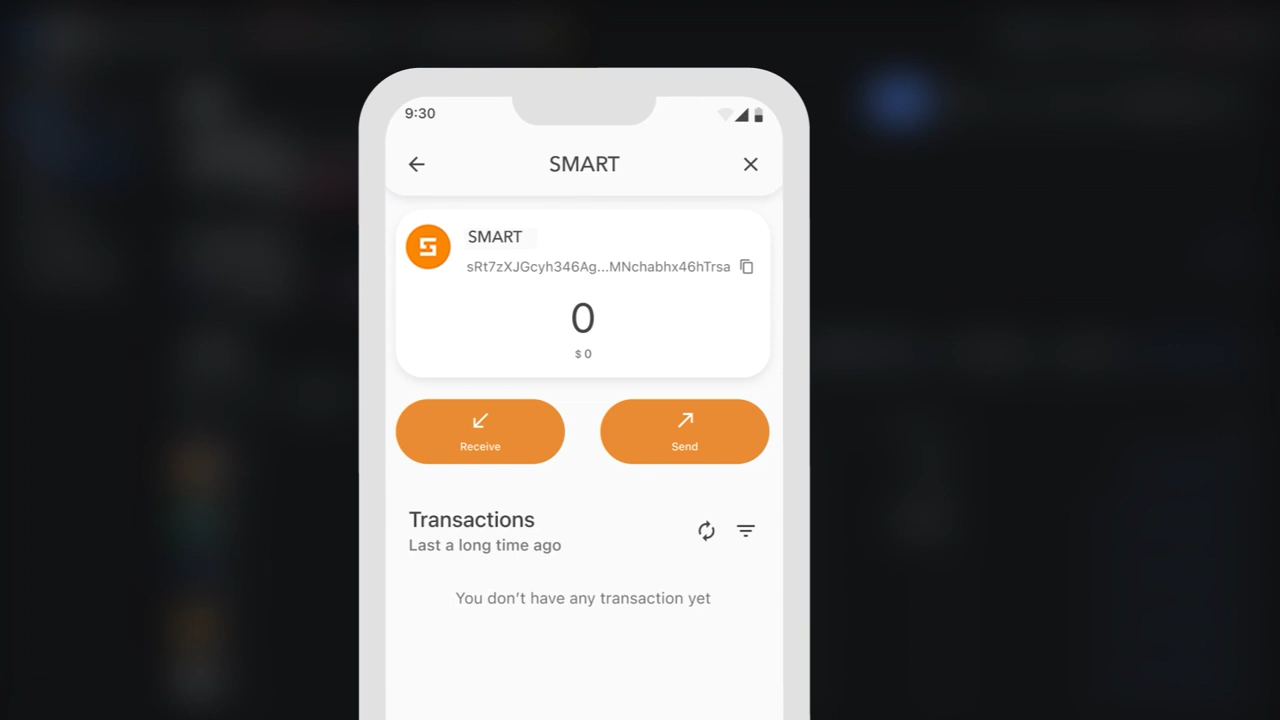 9:30
SMART
SMART
sRt7zXJGcyh346Ag...MNchabhx46hTrsa
0
$ 0
Receive
Send
Transactions
Last a long time ago
You don’t have any transaction yet